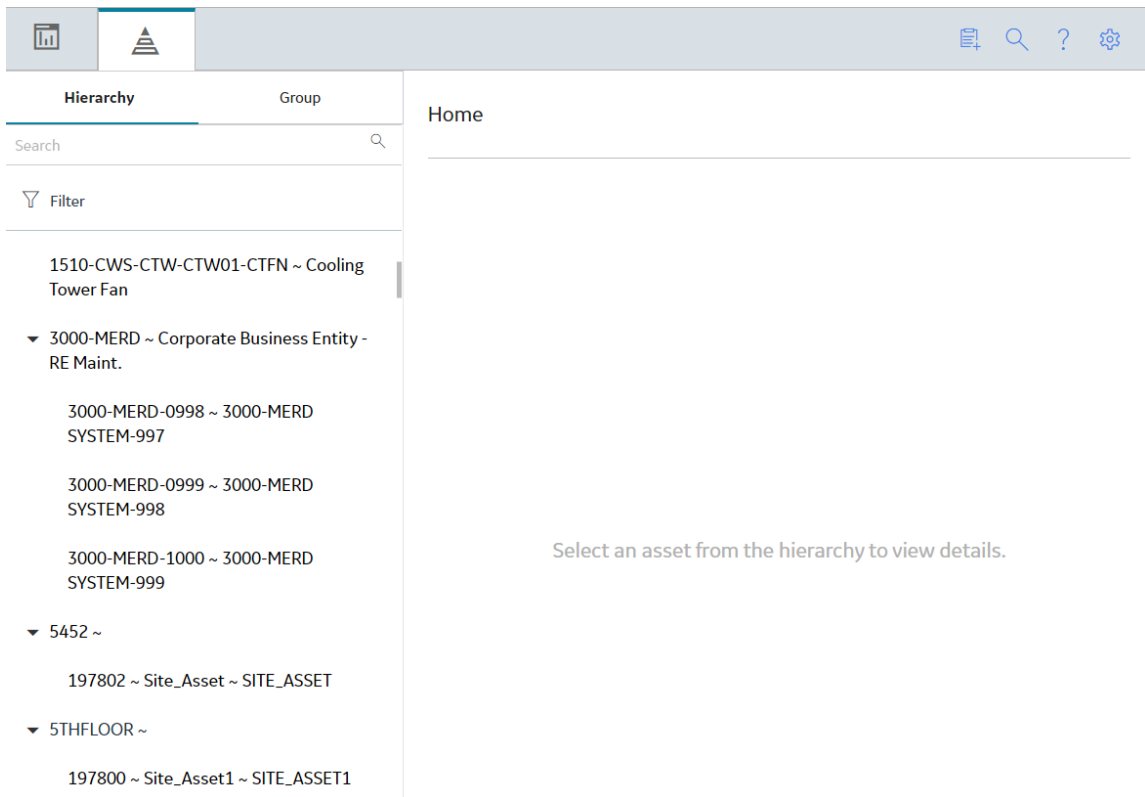 Hierarchy
Group
Search
Filter
1510-CWS-CTW-CTW01-CTFN ~ Cooling
Tower Fan
3000-MERD ~ Corporate Business Entity -
RE Maint.
3000-MERD-0998 ~ 3000-MERD
SYSTEM-997
3000-MERD-0999 ~ 3000-MERD
SYSTEM-998
3000-MERD-1000 ~ 3000-MERD
SYSTEM-999
5452 ~
197802 ~ Site_Asset ~ SITE_ASSET
5THFLOOR ~
197800 ~ Site_Asset1 ~ SITE_ASSET1
Home
Select an asset from the hierarchy to view details.